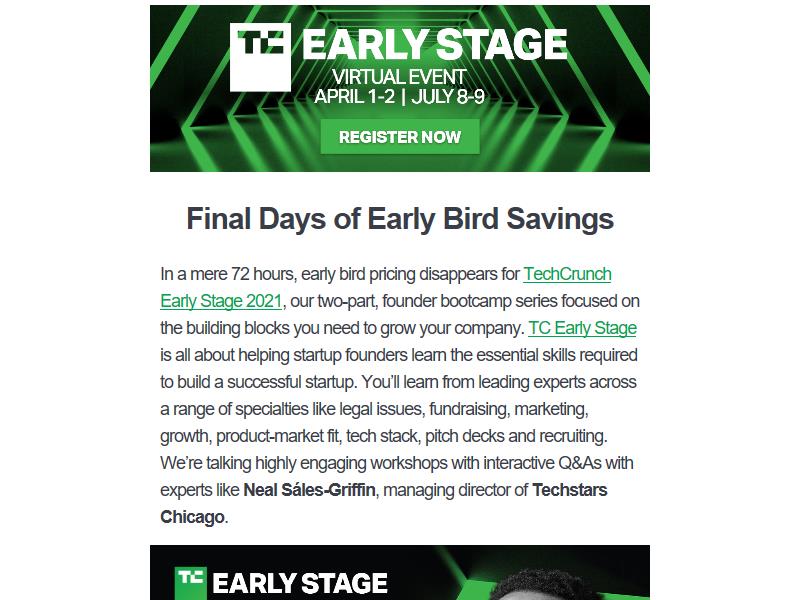 TC EARLY STAGE
VIRTUAL EVENT
APRIL 1-2 | JULY 8-9
REGISTER NOW
Final Days of Early Bird Savings
In a mere 72 hours, early bird pricing disappears for TechCrunch
Early Stage 2021, our two-part, founder bootcamp series focused on
the building blocks you need to grow your company. TC Early Stage
is all about helping startup founders learn the essential skills required
to build a successful startup. You’ll learn from leading experts across
a range of specialties like legal issues, fundraising, marketing,
growth, product-market fit, tech stack, pitch decks and recruiting.
We’re talking highly engaging workshops with interactive Q&As with
experts like Neal Sáles-Griffin, managing director of Techstars
Chicago.
TC EARLY STAGE